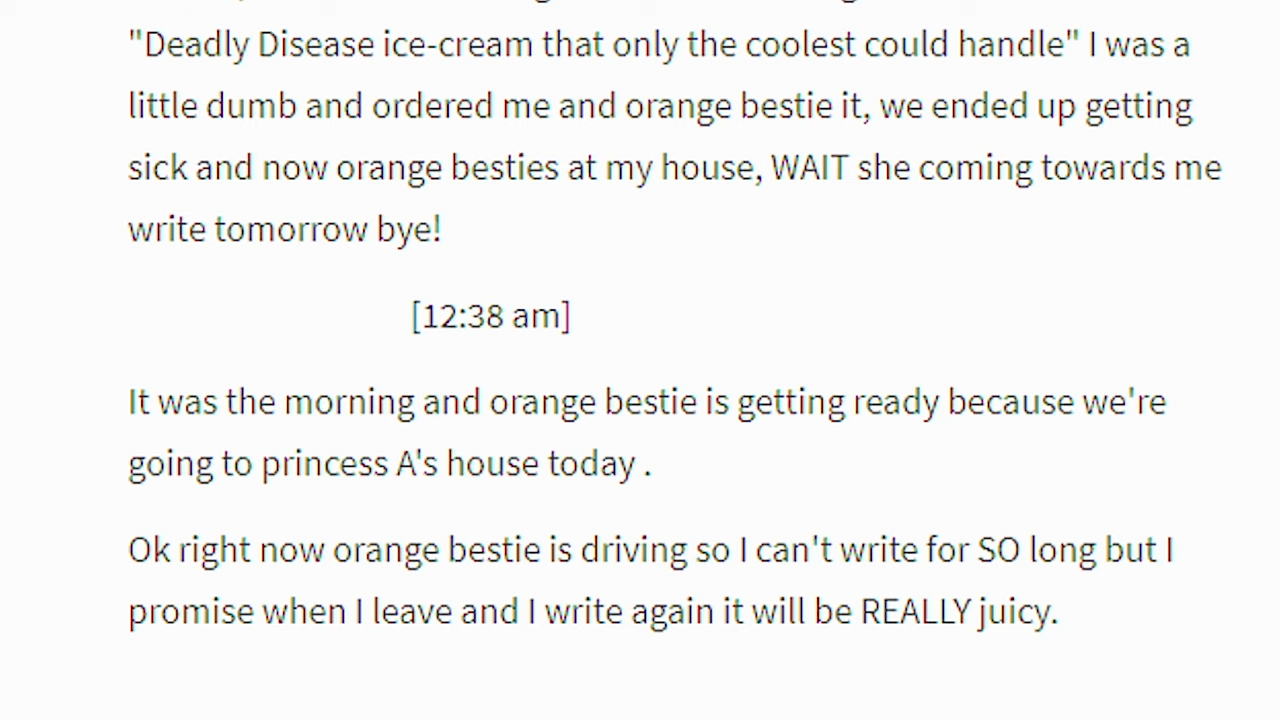 "Deadly Disease ice-cream that only the coolest could handle" I was a
little dumb and ordered me and orange bestie it, we ended up getting
sick and now orange besties at my house, WAIT she coming towards me
write tomorrow bye!
[12:38 am]
It was the morning and orange bestie is getting ready because we're
going to princess A's house today .
Ok right now orange bestie is driving so I can't write for SO long but I
promise when I leave and I write again it will be REALLY juicy.